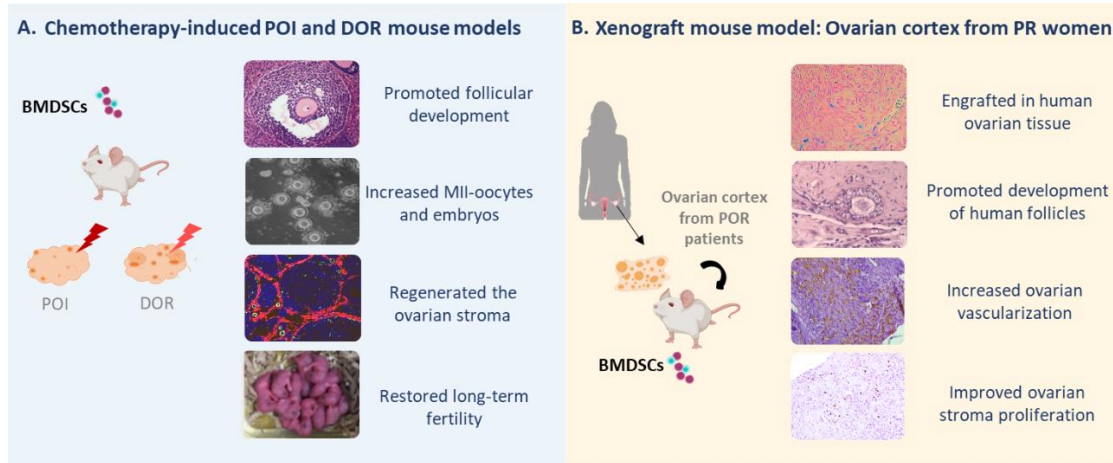 A. Chemotherapy-induced POI and DOR mouse models
BMDSCs
POI
DOR
Promoted follicular
development
Increased MII-oocytes
and embryos
Regenerated the
ovarian stroma
Restored long-term
fertility
B. Xenograft mouse model: Ovarian cortex from PR women
Ovarian cortex
from POR
patients
BMDSCs
Engrafted in human
ovarian tissue
Promoted development
of human follicles
Increased ovarian
vascularization
Improved ovarian
stroma proliferation